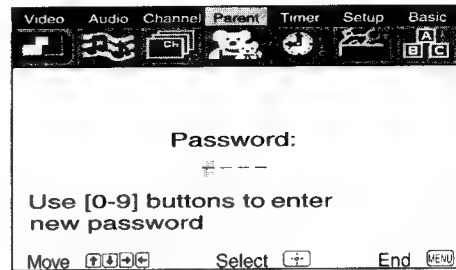 Video Audio Channel Parent Timer Setup Basic
Ch A
B C
Password:
----
Use [0-9] buttons to enter
new password
Move Select End MENU